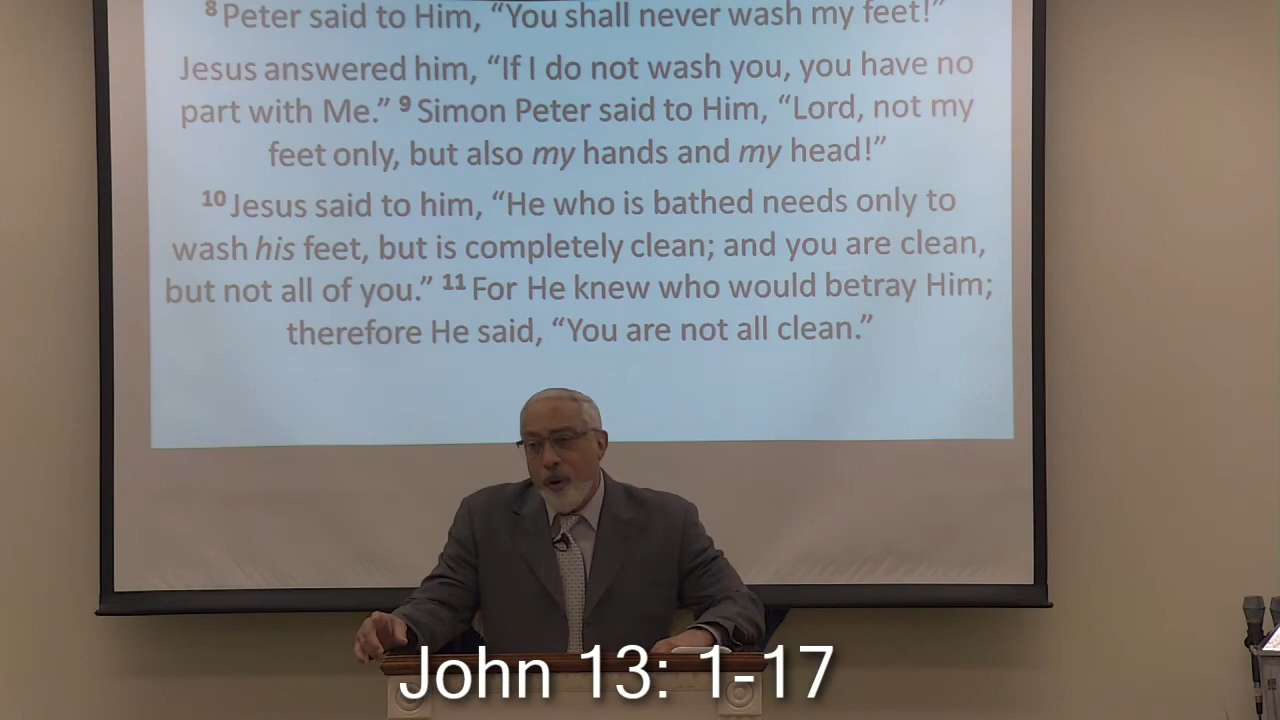 8 Peter said to Him, “You shall never wash my feet!”
Jesus answered him, “If I do not wash you, you have no
part with Me.” 9 Simon Peter said to Him, “Lord, not my
feet only, but also my hands and my head!”
10 Jesus said to him, “He who is bathed needs only to
wash his feet, but is completely clean; and you are clean,
but not all of you.” 11 For He knew who would betray Him;
therefore He said, “You are not all clean.”
John 13: 1-17